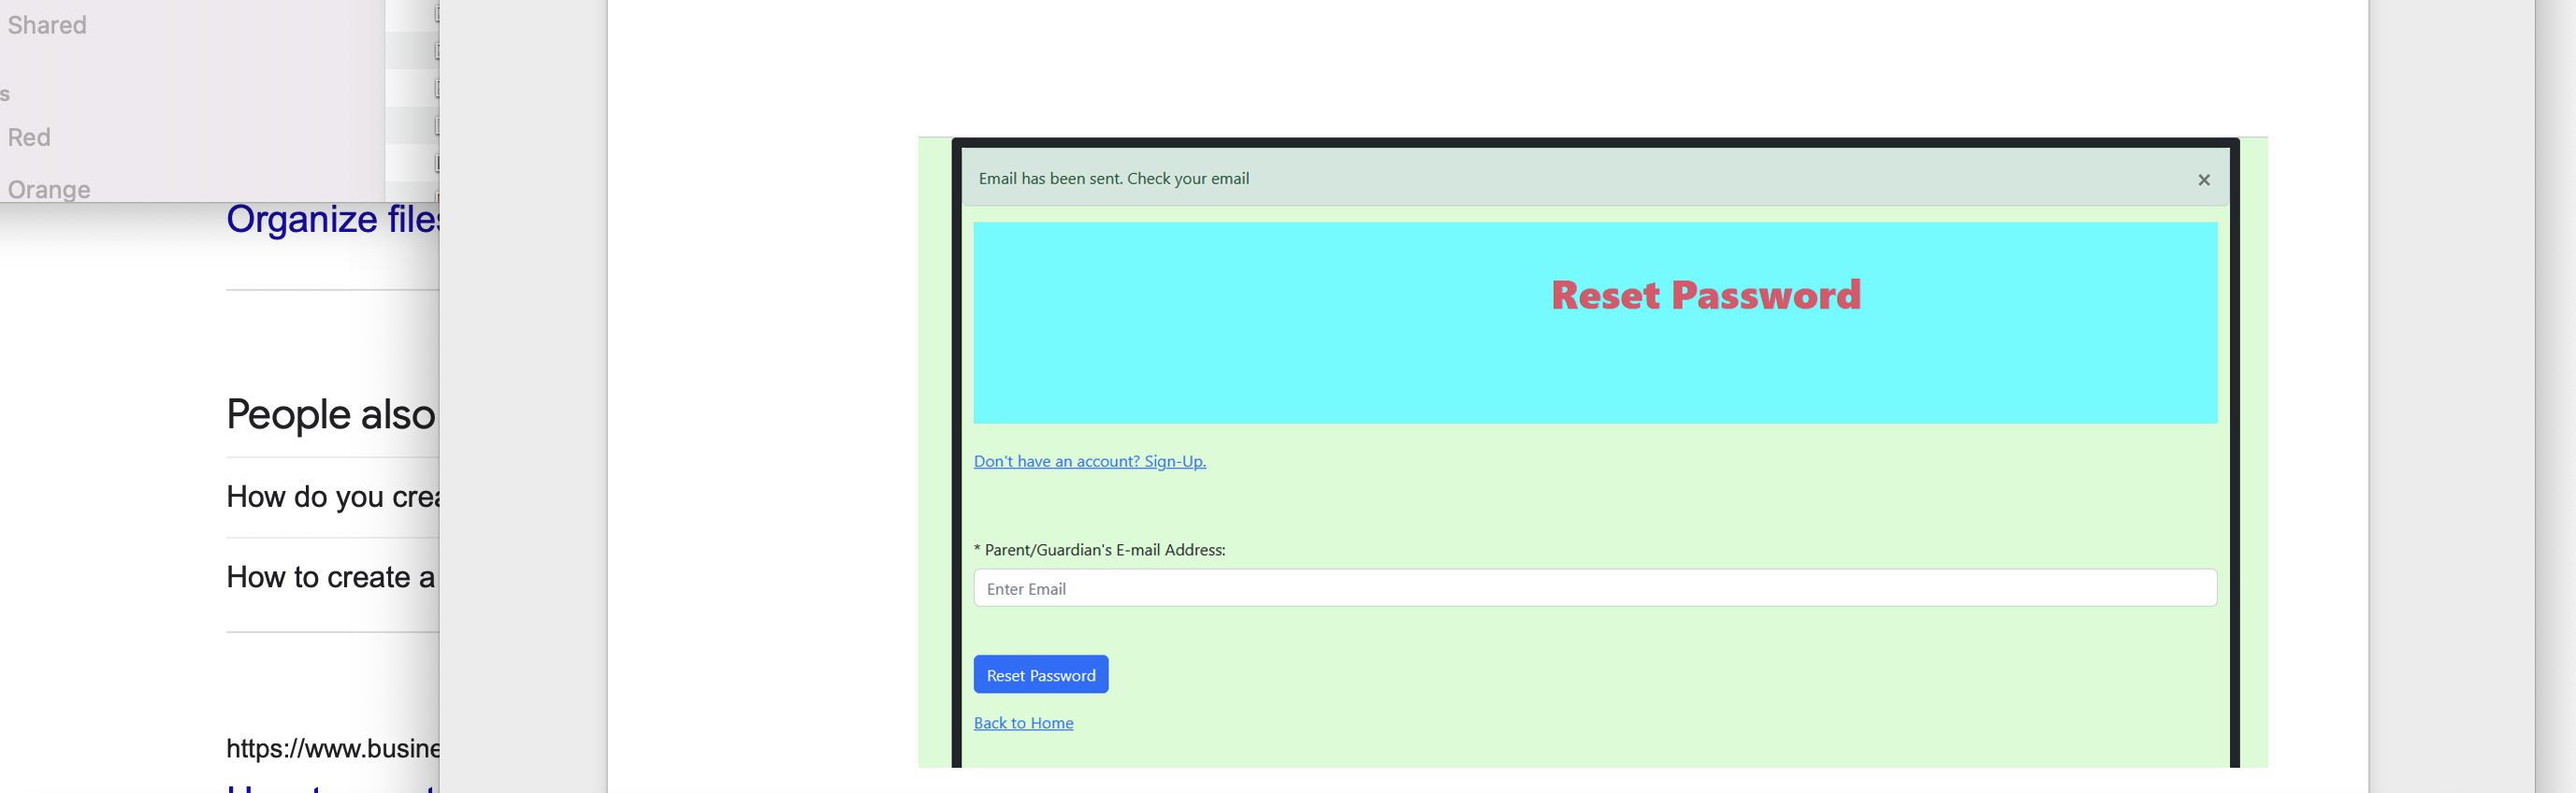 Shared
s
Red
Orange
Organize files
People also
How do you crea
How to create a
https://www.busine
Email has been sent. Check your email
×
Reset Password
Don't have an account? Sign-Up.
* Parent/Guardian's E-mail Address:
Enter Email
Reset Password
Back to Home